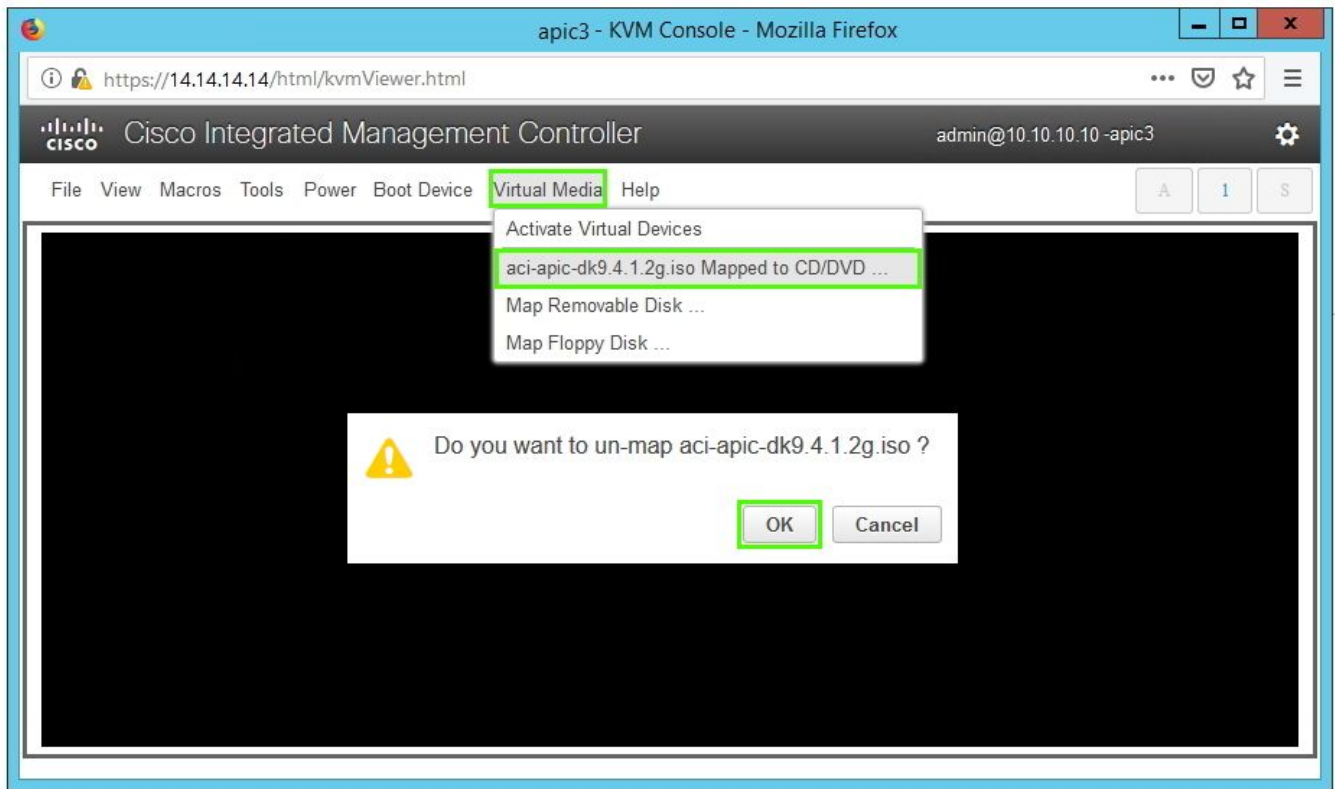 apic3 - KVM Console - Mozilla Firefox
https://14.14.14.14/html/kvmViewer.html
CISCO Cisco Integrated Management Controller admin@10.10.10.10 -apic3
File View Macros Tools Power Boot Device Virtual Media Help A 1 S
Activate Virtual Devices
aci-apic-dk9.4.1.2g.iso Mapped to CD/DVD ...
Map Removable Disk ...
Map Floppy Disk ...
Do you want to un-map aci-apic-dk9.4.1.2g.iso ?
OK Cancel